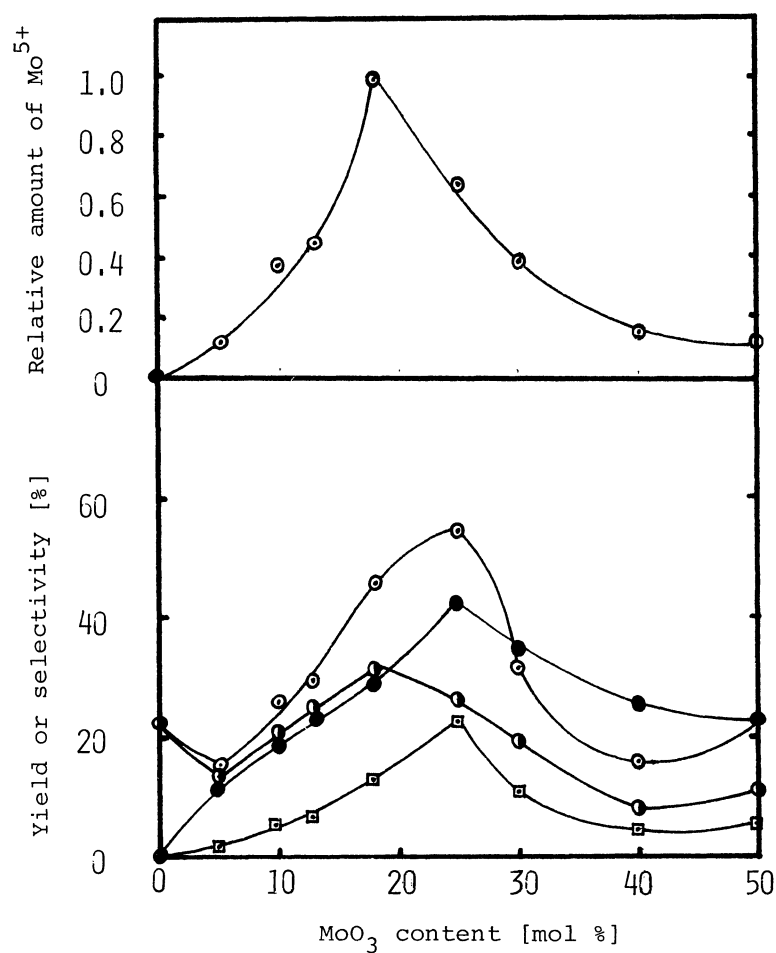 Relative amount of Mo5+
1.0
0.8
0.6
0.4
0.2
0
Yield or selectivity [%]
60
40
20
0
0 10 20 30 40 50
MoO3 content [mol %]